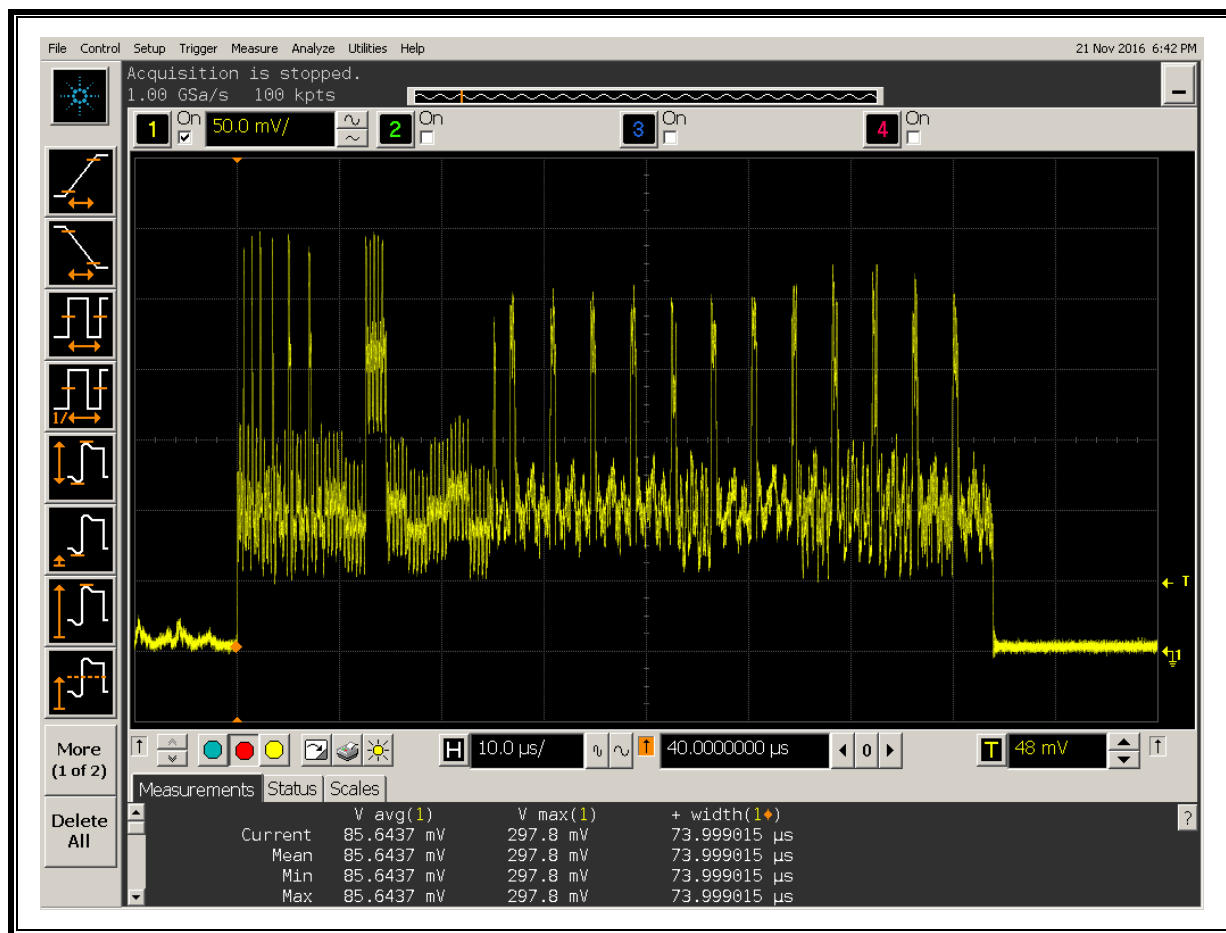 File Control Setup Trigger Measure Analyze Utilities Help 21 Nov 2016 6:42 PM
Acquisition is stopped.
1.00 GSa/s 100 kpts
1 On 50.0 mV/ 2 On 3 On 4 On
1/
T
1
More
(1 of 2)
Delete
All
H 10.0 µs/ 40.0000000 µs 0 T 48 mV
Measurements Status Scales
V avg(1) V max(1) + width(1♦)
Current 85.6437 mV 297.8 mV 73.999015 µs
Mean 85.6437 mV 297.8 mV 73.999015 µs
Min 85.6437 mV 297.8 mV 73.999015 µs
Max 85.6437 mV 297.8 mV 73.999015 µs
?